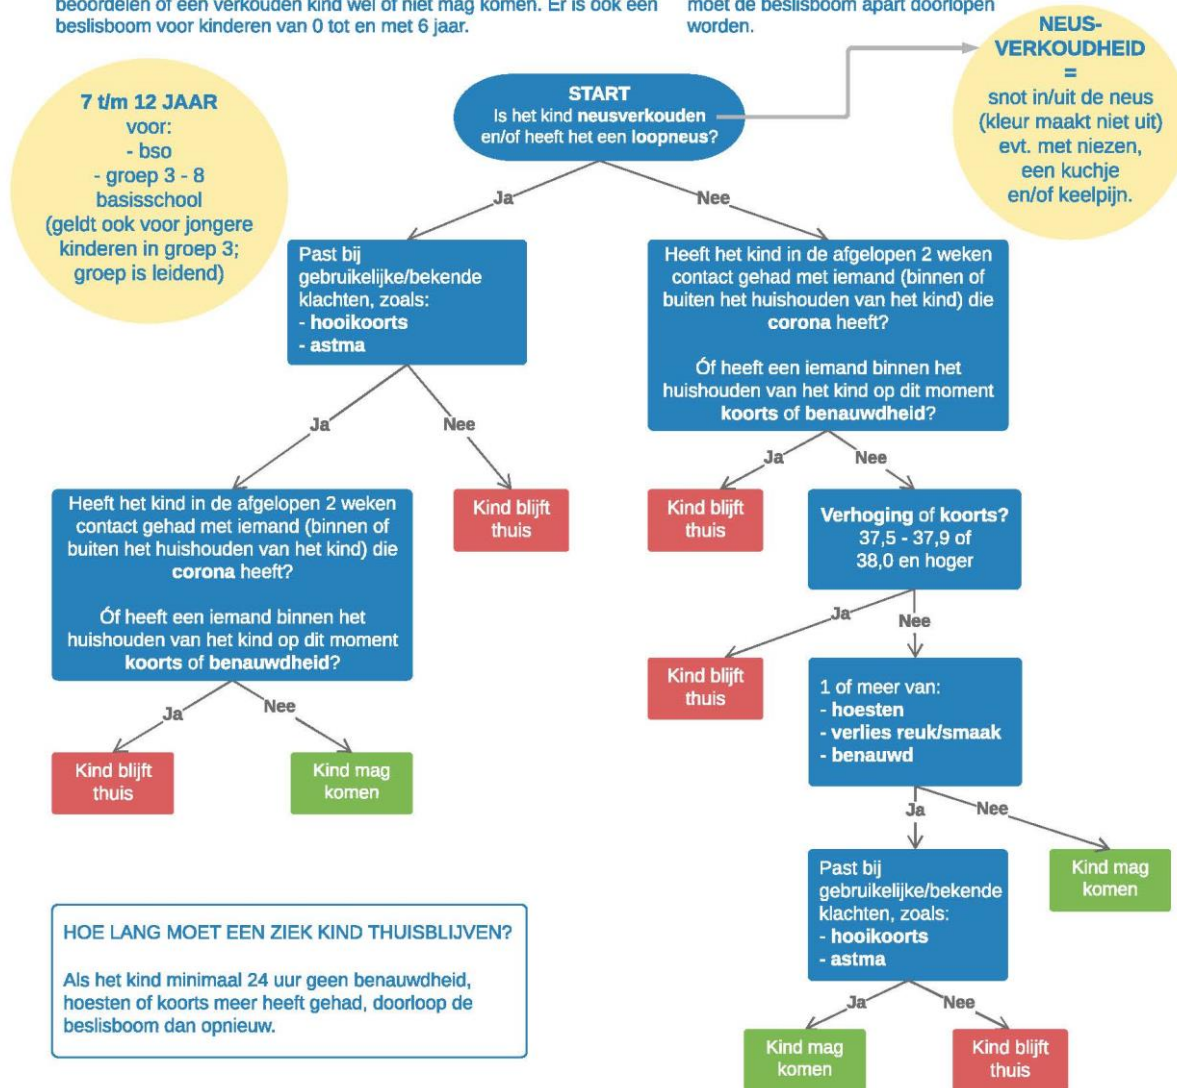 beoordelen of een verkouden kind wel of niet mag komen. Er is ook een
beslisboom voor kinderen van 0 tot en met 6 jaar.
moet de beslisboom apart doorlopen
worden.
NEUS-
VERKOUDHEID
=
snot in/uit de neus
(kleur maakt niet uit)
evt. met niezen,
een kuchje
en/of keelpijn.
7 t/m 12 JAAR
voor:
- bso
- groep 3 - 8
basisschool
(geldt ook voor jongere
kinderen in groep 3;
groep is leidend)
START
Is het kind neusverkouden
en/of heeft het een loopneus?
Ja
Nee
Past bij
gebruikelijke/bekende
klachten, zoals:
- hooikoorts
- astma
Heeft het kind in de afgelopen 2 weken
contact gehad met iemand (binnen of
buiten het huishouden van het kind) die
corona heeft?
Óf heeft een iemand binnen het
huishouden van het kind op dit moment
koorts of benauwdheid?
Ja
Nee
Ja
Nee
Heeft het kind in de afgelopen 2 weken
contact gehad met iemand (binnen of
buiten het huishouden van het kind) die
corona heeft?
Óf heeft een iemand binnen het
huishouden van het kind op dit moment
koorts of benauwdheid?
Kind blijft
thuis
Kind blijft
thuis
Verhoging of koorts?
37,5 - 37,9 of
38,0 en hoger
Ja
Nee
Kind blijft
thuis
1 of meer van:
- hoesten
- verlies reuk/smaak
- benauwd
Ja
Nee
Kind blijft
thuis
Kind mag
komen
Ja
Nee
Past bij
gebruikelijke/bekende
klachten, zoals:
- hooikoorts
- astma
Kind mag
komen
HOE LANG MOET EEN ZIEK KIND THUISBLIJVEN?
Als het kind minimaal 24 uur geen benauwdheid,
hoesten of koorts meer heeft gehad, doorloop de
beslisboom dan opnieuw.
Ja
Nee
Kind mag
komen
Kind blijft
thuis